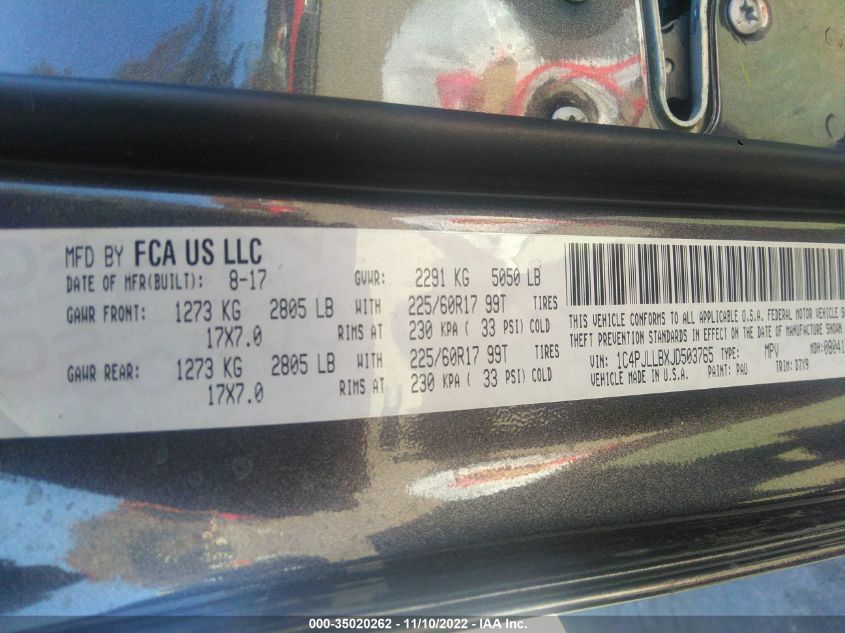 MFD BY FCA US LLC
DATE OF MFR(BUILT): 8-17 GVWR: 2291 KG 5050 LB
GAWR FRONT: 1273 KG 2805 LB WITH 225/60R17 99T TIRES
17X7.0 RIMS AT 230 KPA ( 33 PSI) COLD
GAWR REAR: 1273 KG 2805 LB WITH 225/60R17 99T TIRES
17X7.0 RIMS AT 230 KPA ( 33 PSI) COLD
THIS VEHICLE CONFORMS TO ALL APPLICABLE U.S.A. FEDERAL MOTOR VEHICLE
THEFT PREVENTION STANDARDS IN EFFECT ON THE DATE OF MANUFACTURE SHOWN
VIN: 1C4PJLLBXJD503765 TYPE: MPV MDH:0804
VEHICLE MADE IN U.S.A. PAINT: PAU TRIM: D7X9
000-35020262 - 11/10/2022 - IAA Inc.